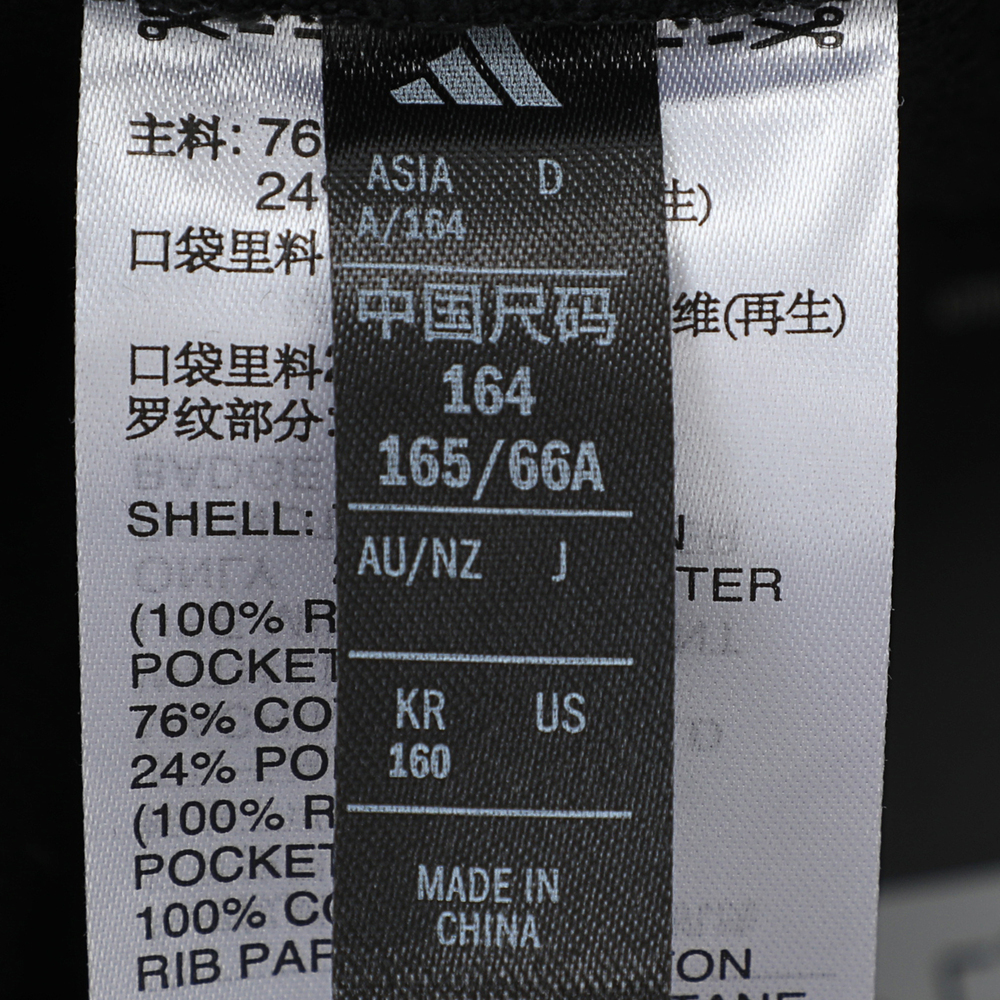 主料: 76
24
生)
口袋里料
维(再生)
口袋里料
罗纹部分:
SHELL:
N
TER
(100% R
POCKET
76% CO
24% PO
(100% R
POCKET
100% CO
RIB PAR
ON
TANE
ASIA D
A/164
中国尺码
164
165/66A
AU/NZ J
KR US
160
MADE IN
CHINA